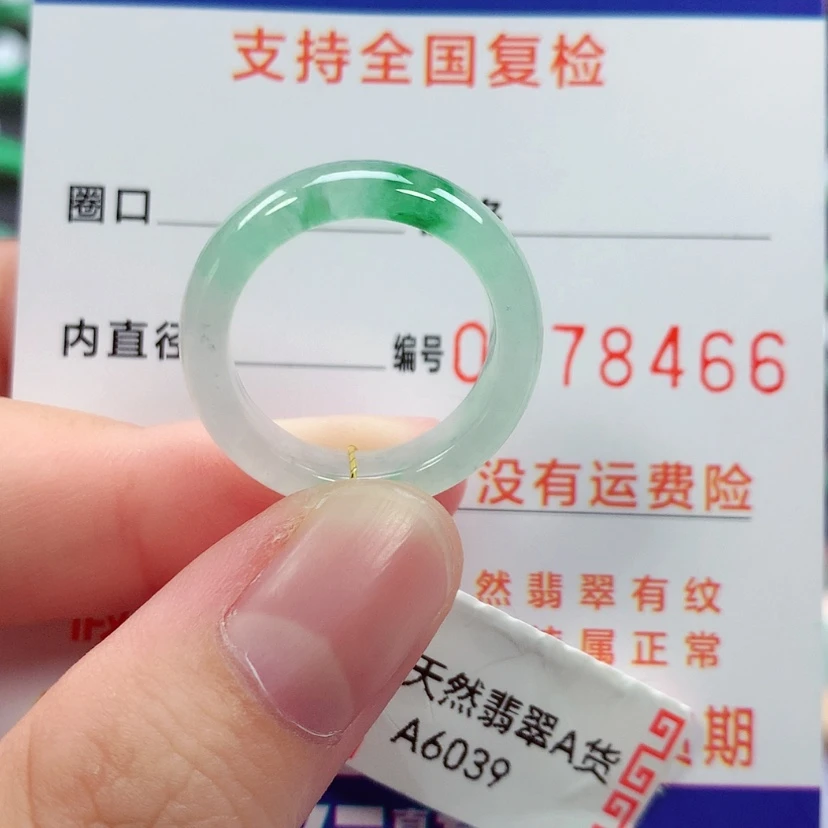 支持全国复检
圈口
内直径
编号 0 78466
没有运费险
然翡翠有纹
属正常
期
天然翡翠A货
A6039